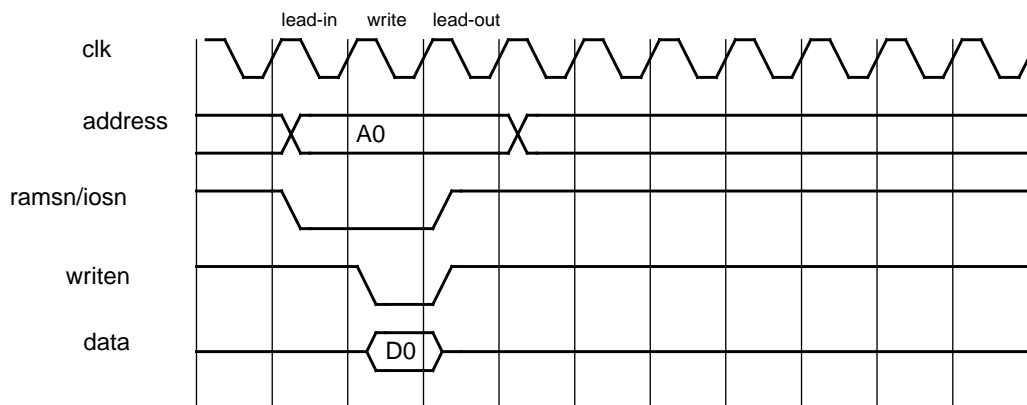 lead-in write lead-out
clk
address
A0
ramsn/iosn
writen
data
D0